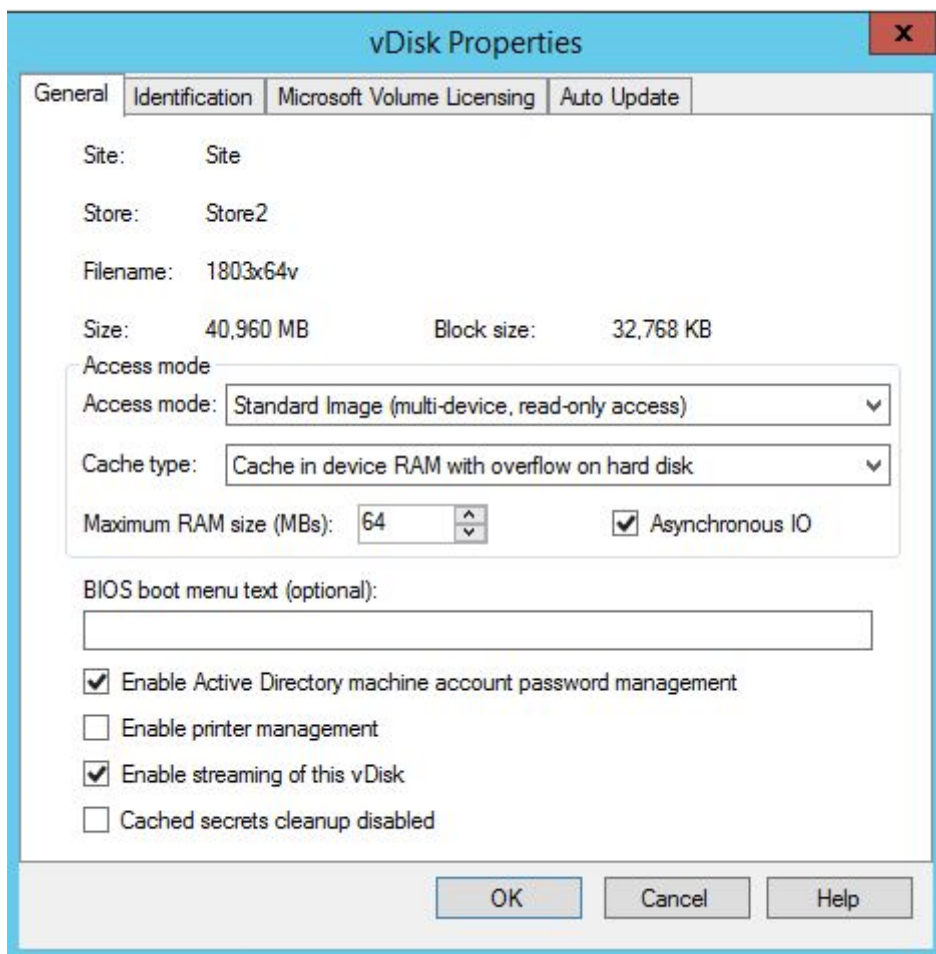 vDisk Properties
x
General Identification Microsoft Volume Licensing Auto Update
Site: Site
Store: Store2
Filename: 1803x64v
Size: 40,960 MB Block size: 32,768 KB
Access mode
Access mode: Standard Image (multi-device, read-only access)
Cache type: Cache in device RAM with overflow on hard disk
Maximum RAM size (MBs): 64 Asynchronous IO
BIOS boot menu text (optional):
Enable Active Directory machine account password management
Enable printer management
Enable streaming of this vDisk
Cached secrets cleanup disabled
OK Cancel Help